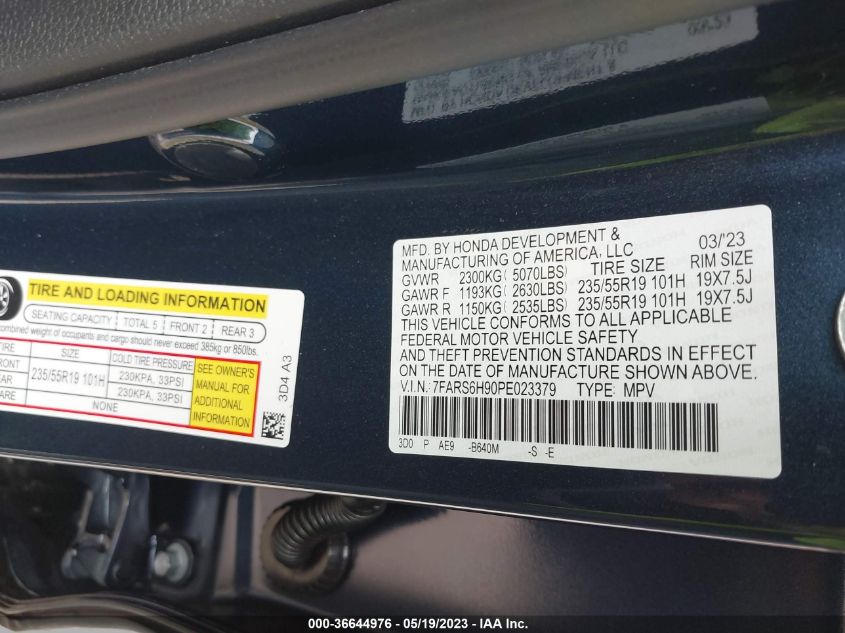 TIRE AND LOADING INFORMATION
SEATING CAPACITY TOTAL 5 FRONT 2 REAR 3
combined weight of occupants and cargo should never exceed 385kg or 850lbs.
SIZE COLD TIRE PRESSURE
235/55R19 101H 230KPA, 33PSI
230KPA, 33PSI
NONE
SEE OWNER'S
MANUAL FOR
ADDITIONAL
INFORMATION
3D4 A3
MFD. BY HONDA DEVELOPMENT & 03/'23
MANUFACTURING OF AMERICA, LLC
GVWR 2300KG ( 5070LBS) TIRE SIZE RIM SIZE
GAWR F 1193KG ( 2630LBS) 235/55R19 101H 19X7.5J
GAWR R 1150KG ( 2535LBS) 235/55R19 101H 19X7.5J
THIS VEHICLE CONFORMS TO ALL APPLICABLE
FEDERAL MOTOR VEHICLE SAFETY
AND THEFT PREVENTION STANDARDS IN EFFECT
ON THE DATE OF MANUFACTURE SHOWN ABOVE.
V.I.N.: 7FARS6H90PE023379 TYPE: MPV
3D0 P AE9 -B640M -S -E
000-36644976 — 05/19/2023 — IAA Inc.